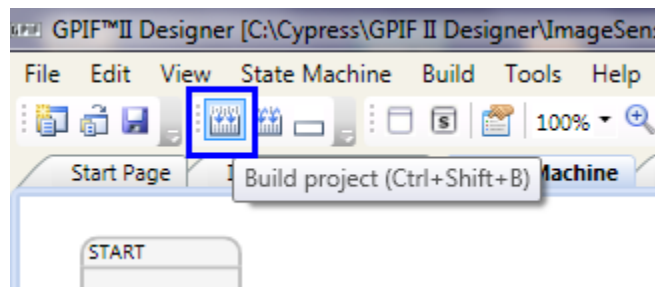 GPIF™II Designer [C:\Cypress\GPIF II Designer\ImageSens
File Edit View State Machine Build Tools Help
s 100%
Start Page Machine
Build project (Ctrl+Shift+B)
START